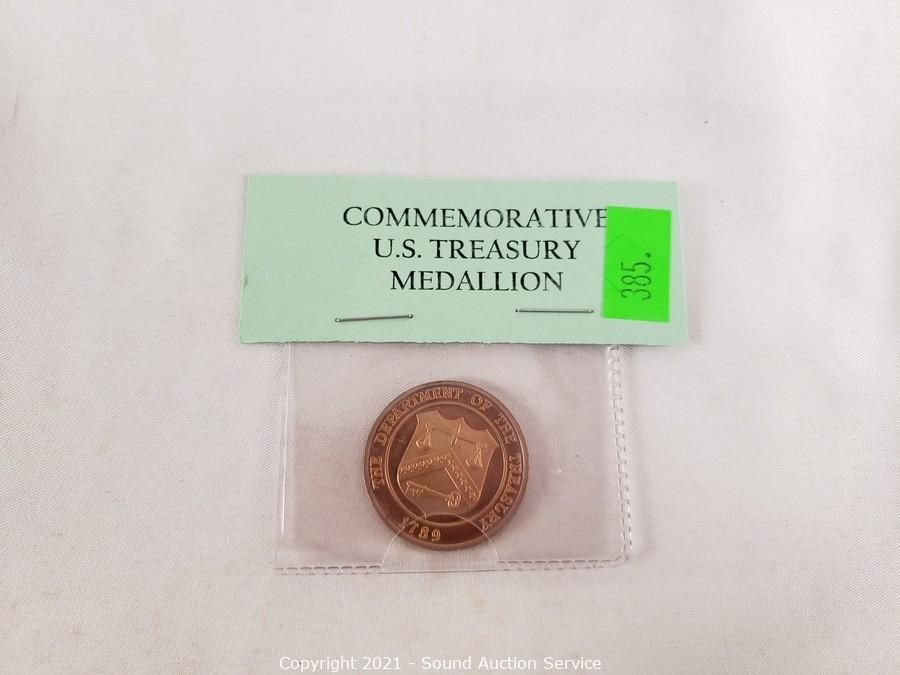 COMMEMORATIVE
U.S. TREASURY
MEDALLION
385.
THE DEPARTMENT OF THE TREASURY
1789
Copyright 2021 - Sound Auction Service